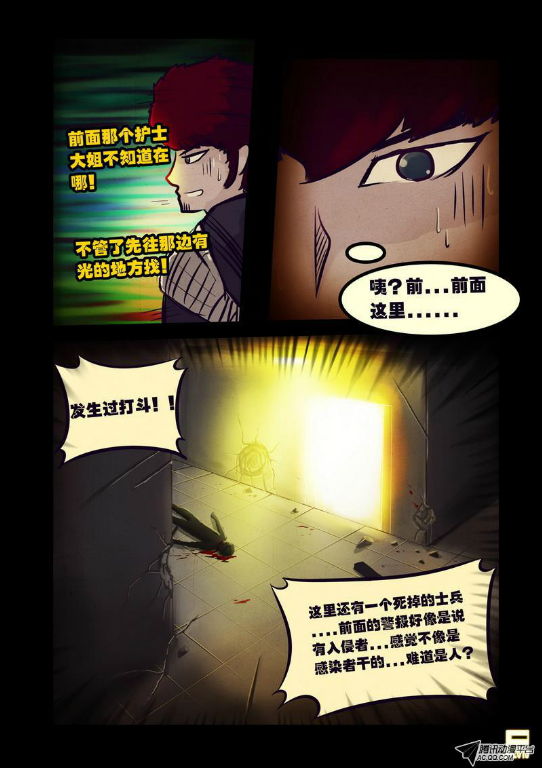 前面那个护士
大姐不知道在
哪!
不管了先往那边有
光的地方找!
咦?前...前面
这里......
发生过打斗!!
这里还有一个死掉的士兵
....前面的警报好像是说
有人侵者...感觉不像是
感染者干的...难道是人?
腾讯动漫平台
AC.QQ.COM